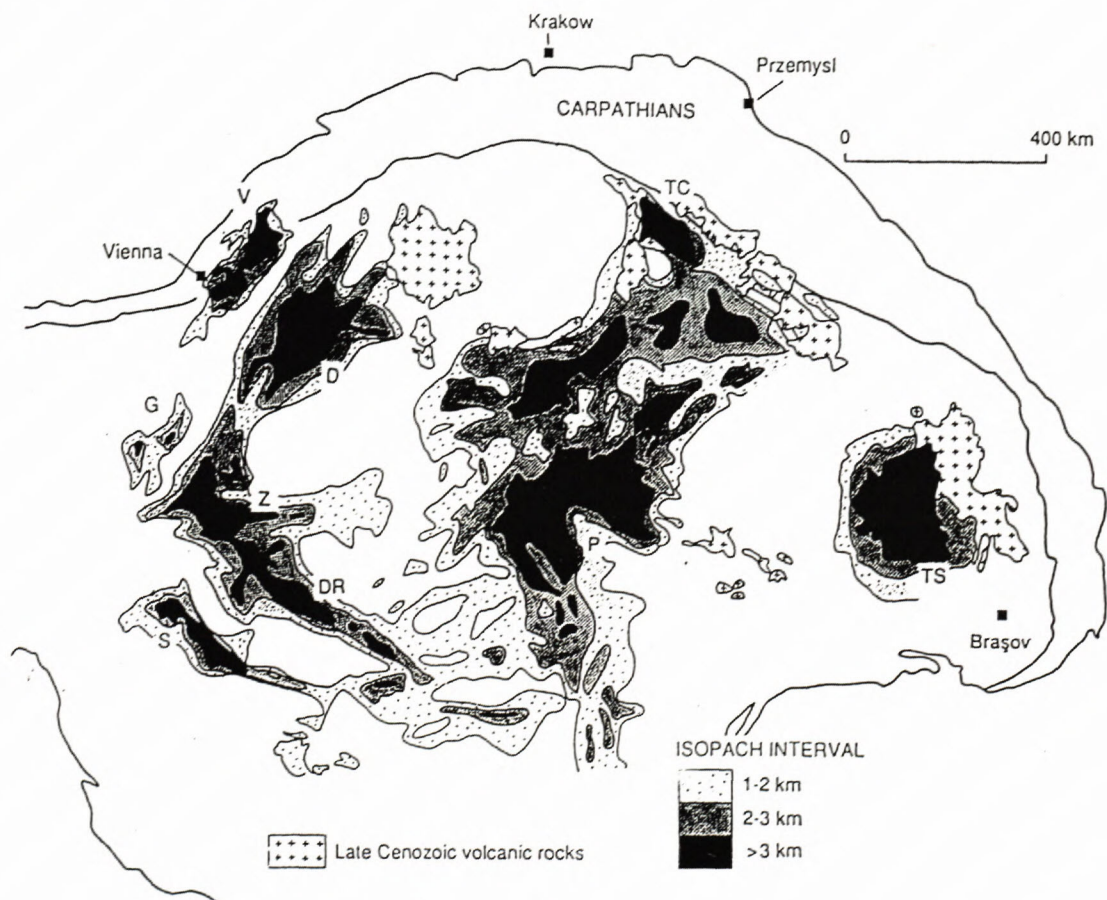 Krakow
Przemysl
CARPATHIANS
0 400 km
V
TC
Vienna
D
G
Z
P
DR
TS
S
Braşov
ISOPACH INTERVAL
1-2 km
2-3 km
>3 km
Late Cenozoic volcanic rocks